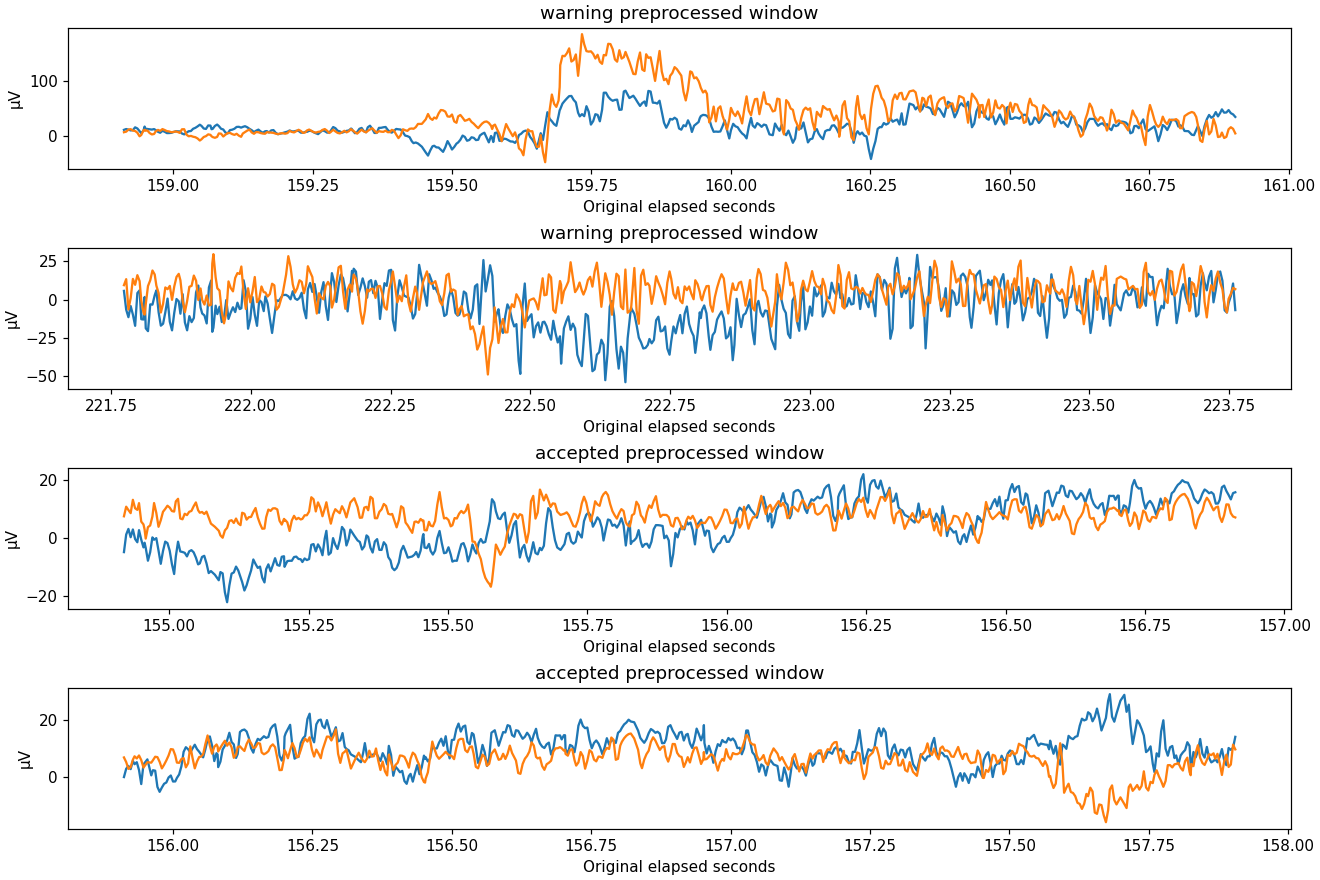 warning preprocessed window
100
0
µV
159.00 159.25 159.50 159.75 160.00 160.25 160.50 160.75 161.00
Original elapsed seconds
warning preprocessed window
25
0
−25
−50
µV
221.75 222.00 222.25 222.50 222.75 223.00 223.25 223.50 223.75
Original elapsed seconds
accepted preprocessed window
20
0
−20
µV
155.00 155.25 155.50 155.75 156.00 156.25 156.50 156.75 157.00
Original elapsed seconds
accepted preprocessed window
20
0
µV
156.00 156.25 156.50 156.75 157.00 157.25 157.50 157.75 158.00
Original elapsed seconds